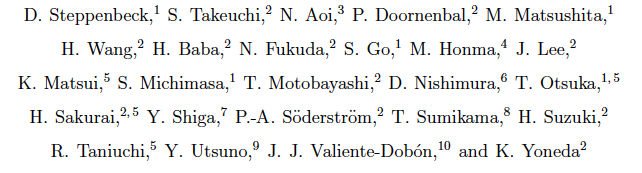 D. Steppenbeck,¹ S. Takeuchi,² N. Aoi,³ P. Doornenbal,² M. Matsushita,¹
H. Wang,² H. Baba,² N. Fukuda,² S. Go,¹ M. Honma,⁴ J. Lee,²
K. Matsui,⁵ S. Michimasa,¹ T. Motobayashi,² D. Nishimura,⁶ T. Otsuka,¹,⁵
H. Sakurai,²,⁵ Y. Shiga,⁷ P.-A. Söderström,² T. Sumikama,⁸ H. Suzuki,²
R. Taniuchi,⁵ Y. Utsuno,⁹ J. J. Valiente-Dobón,¹⁰ and K. Yoneda²